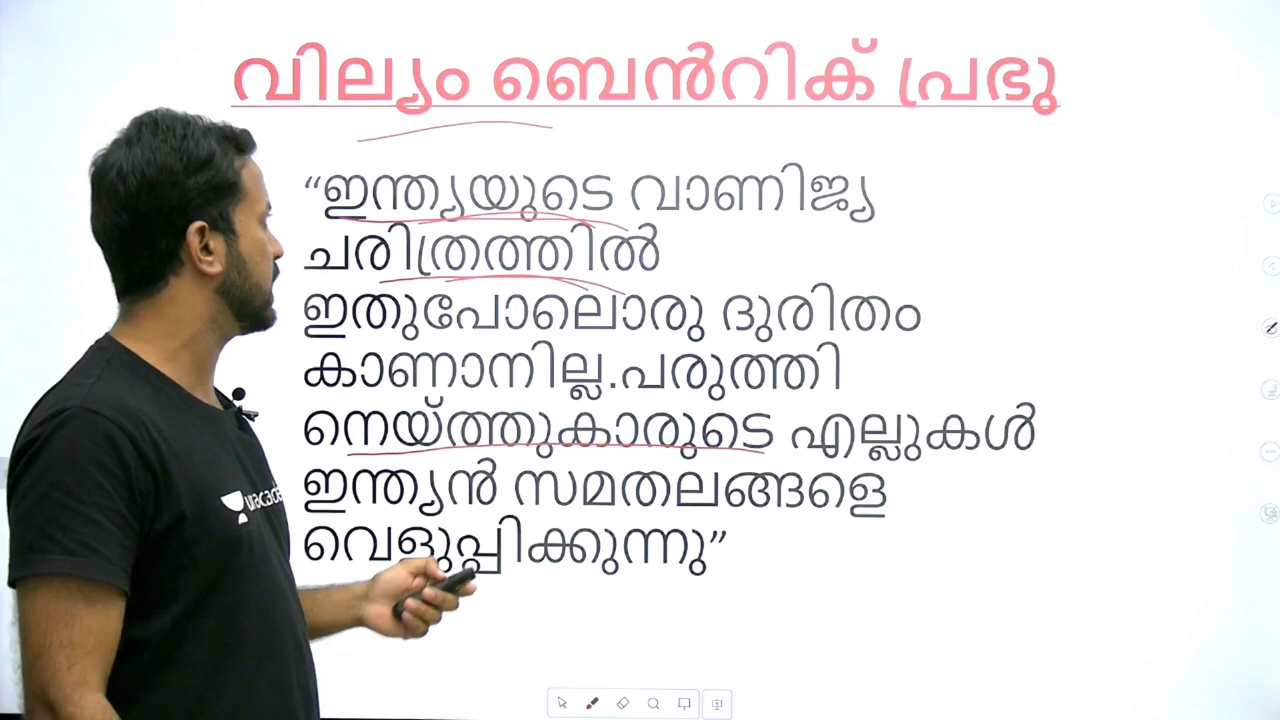 വില്യം ബെൻറിക് പ്രഭു
“ഇന്ത്യയുടെ വാണിജ്യ
ചരിത്രത്തിൽ
ഇതുപോലൊരു ദുരിതം
കാണാനില്ല.പരുത്തി
നെയ്ത്തുകാരുടെ എല്ലുകൾ
ഇന്ത്യൻ സമതലങ്ങളെ
വെളുപ്പിക്കുന്നു”